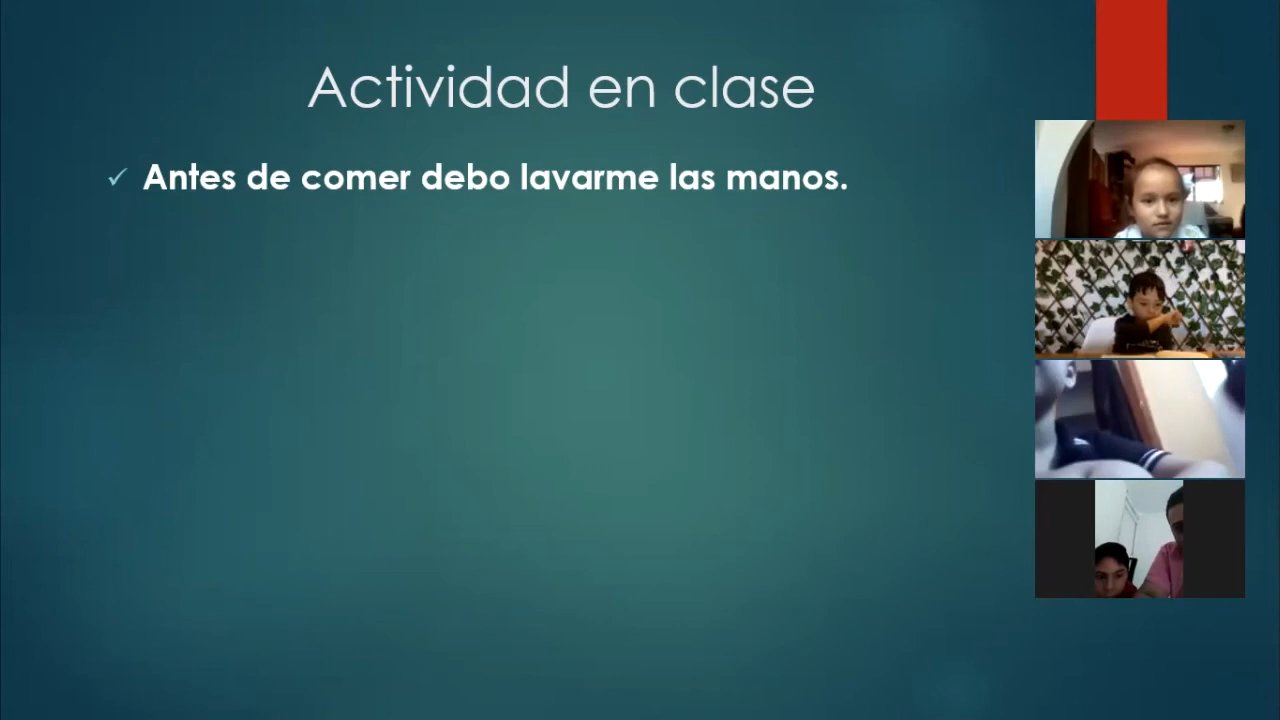 Actividad en clase
Antes de comer debo lavarme las manos.